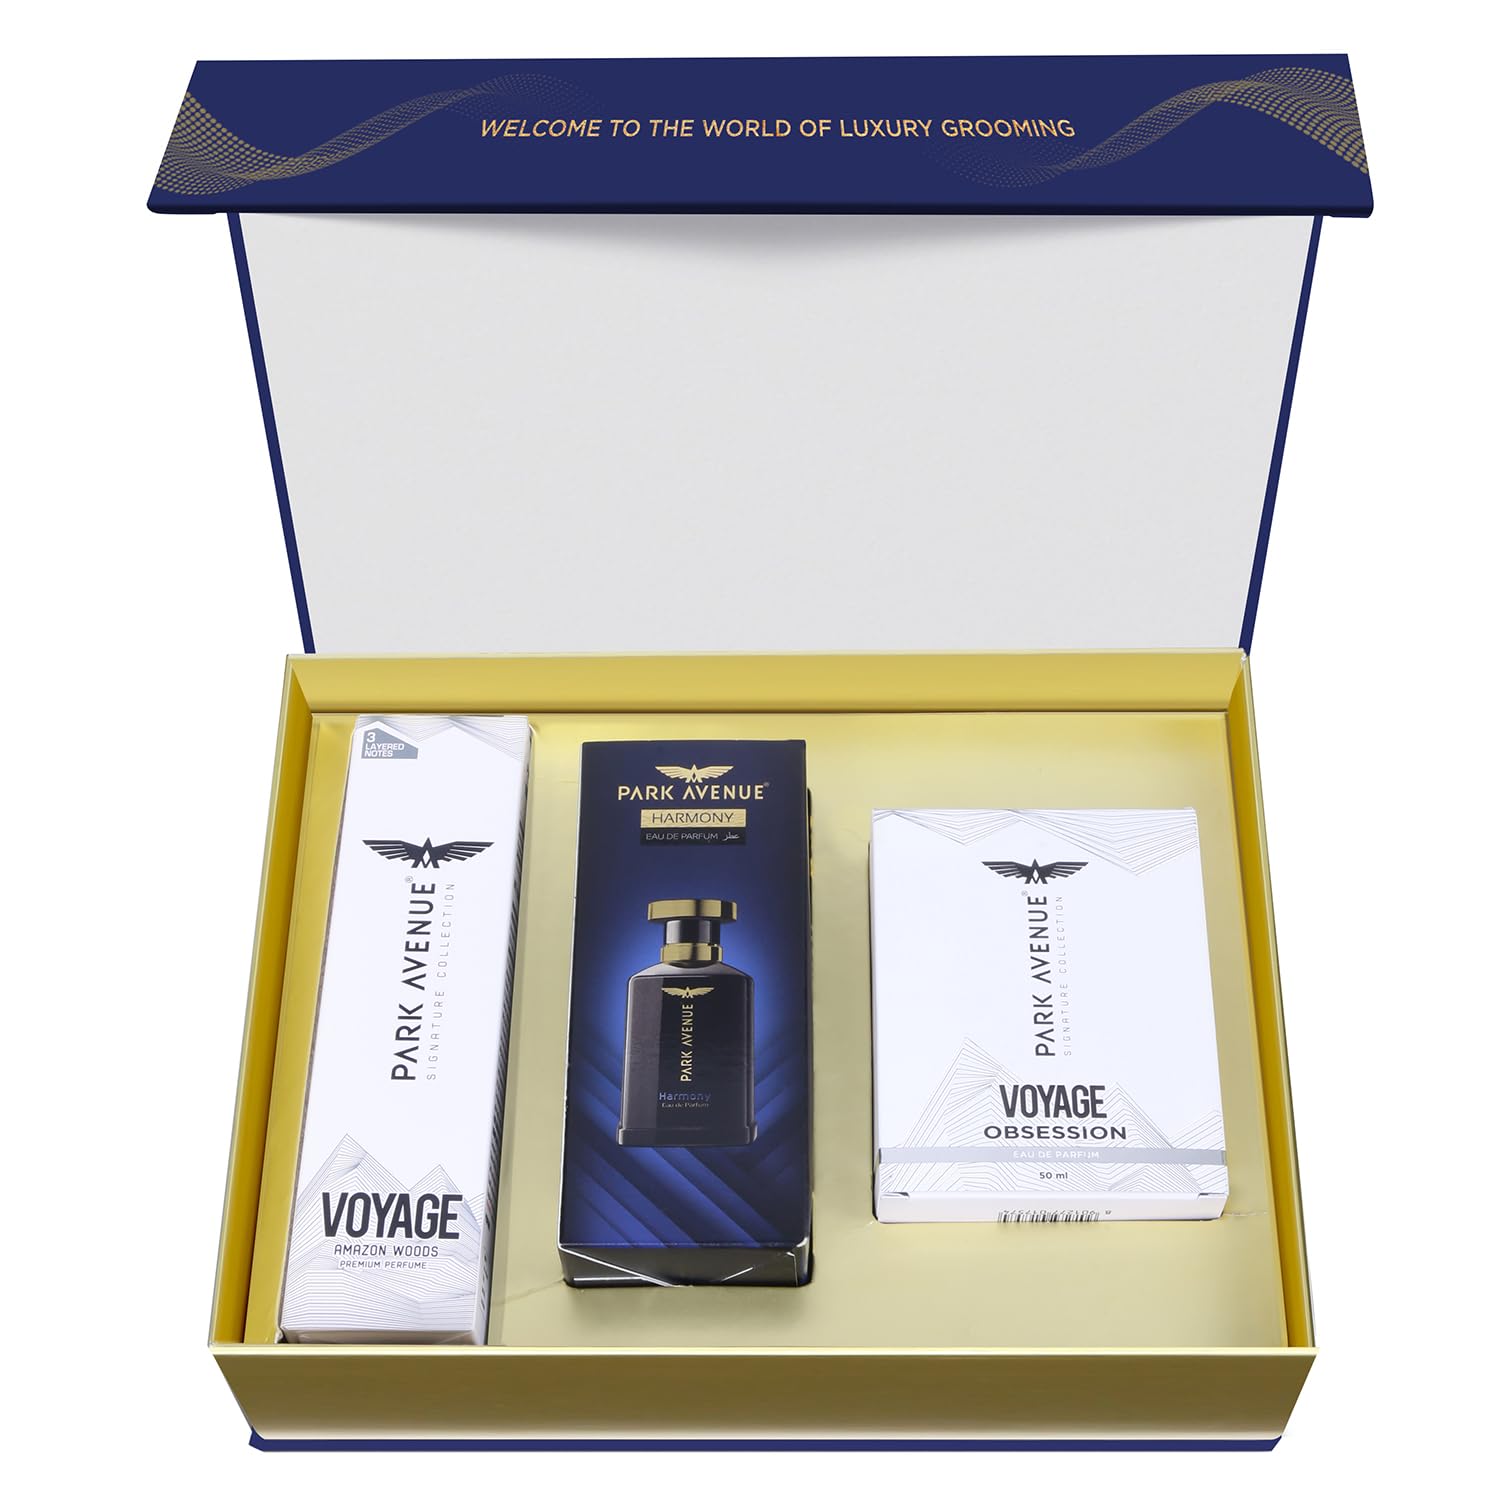 WELCOME TO THE WORLD OF LUXURY GROOMING
3
LAYERED
NOTES
PARK AVENUE®
SIGNATURE COLLECTION
VOYAGE
AMAZON WOODS
PREMIUM PERFUME
PARK AVENUE®
HARMONY
EAU DE PARFUM عطر
PARK AVENUE
Harmony
Eau de Parfum
PARK AVENUE®
SIGNATURE COLLECTION
VOYAGE
OBSESSION
EAU DE PARFUM
50 ml